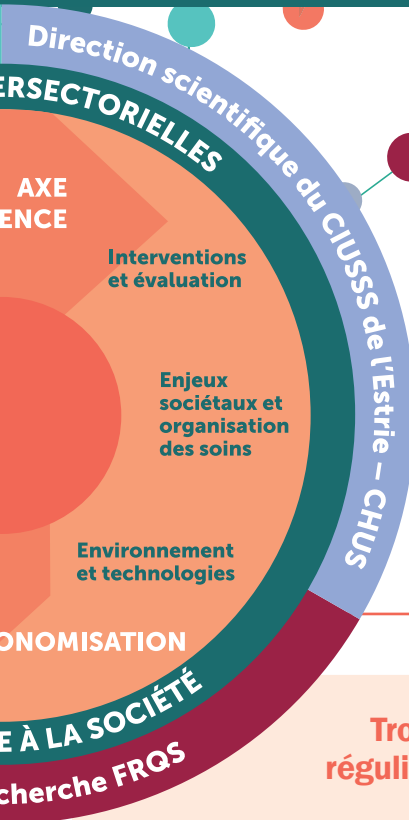 Direction scientifique du CIUSSS de l'Estrie – CHUS
ERSECTORIELLES
AXE
ENCE
Interventions
et évaluation
Enjeux
sociétaux et
organisation
des soins
Environnement
et technologies
ONOMISATION
E À LA SOCIÉTÉ
cherche FRQS
Tro
réguli